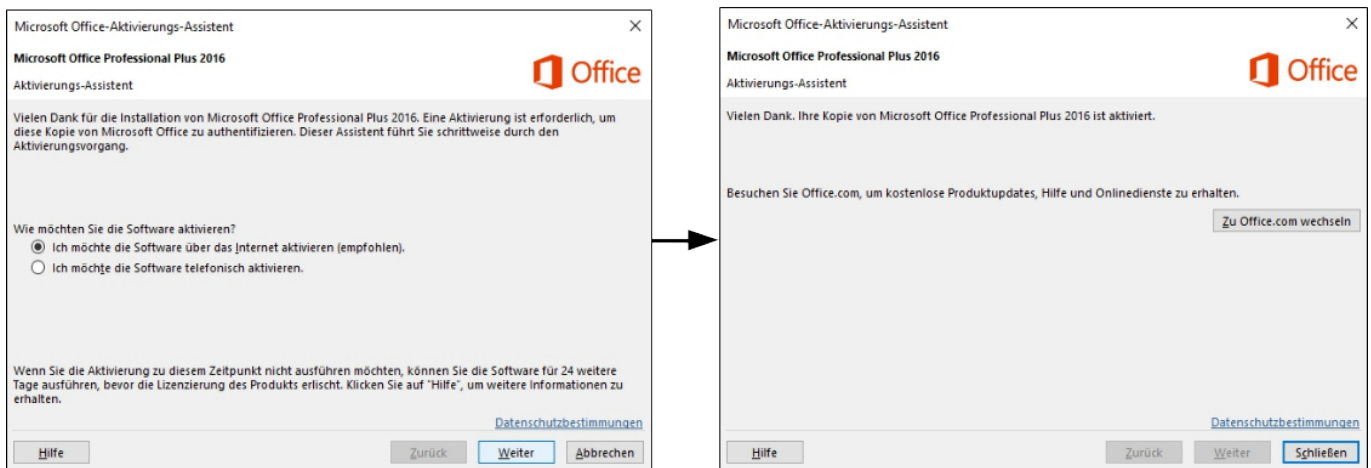 Microsoft Office-Aktivierungs-Assistent
Microsoft Office Professional Plus 2016
Office
Aktivierungs-Assistent
Vielen Dank für die Installation von Microsoft Office Professional Plus 2016. Eine Aktivierung ist erforderlich, um
diese Kopie von Microsoft Office zu authentifizieren. Dieser Assistent führt Sie schrittweise durch den
Aktivierungsvorgang.
Wie möchten Sie die Software aktivieren?
Ich möchte die Software über das Internet aktivieren (empfohlen).
Ich möchte die Software telefonisch aktivieren.
Wenn Sie die Aktivierung zu diesem Zeitpunkt nicht ausführen möchten, können Sie die Software für 24 weitere
Tage ausführen, bevor die Lizenzierung des Produkts erlischt. Klicken Sie auf "Hilfe", um weitere Informationen zu
erhalten.
Datenschutzbestimmungen
Hilfe Zurück Weiter Abbrechen
Microsoft Office-Aktivierungs-Assistent
Microsoft Office Professional Plus 2016
Office
Aktivierungs-Assistent
Vielen Dank. Ihre Kopie von Microsoft Office Professional Plus 2016 ist aktiviert.
Besuchen Sie Office.com, um kostenlose Produktupdates, Hilfe und Onlinedienste zu erhalten.
Zu Office.com wechseln
Datenschutzbestimmungen
Hilfe Zurück Weiter Schließen